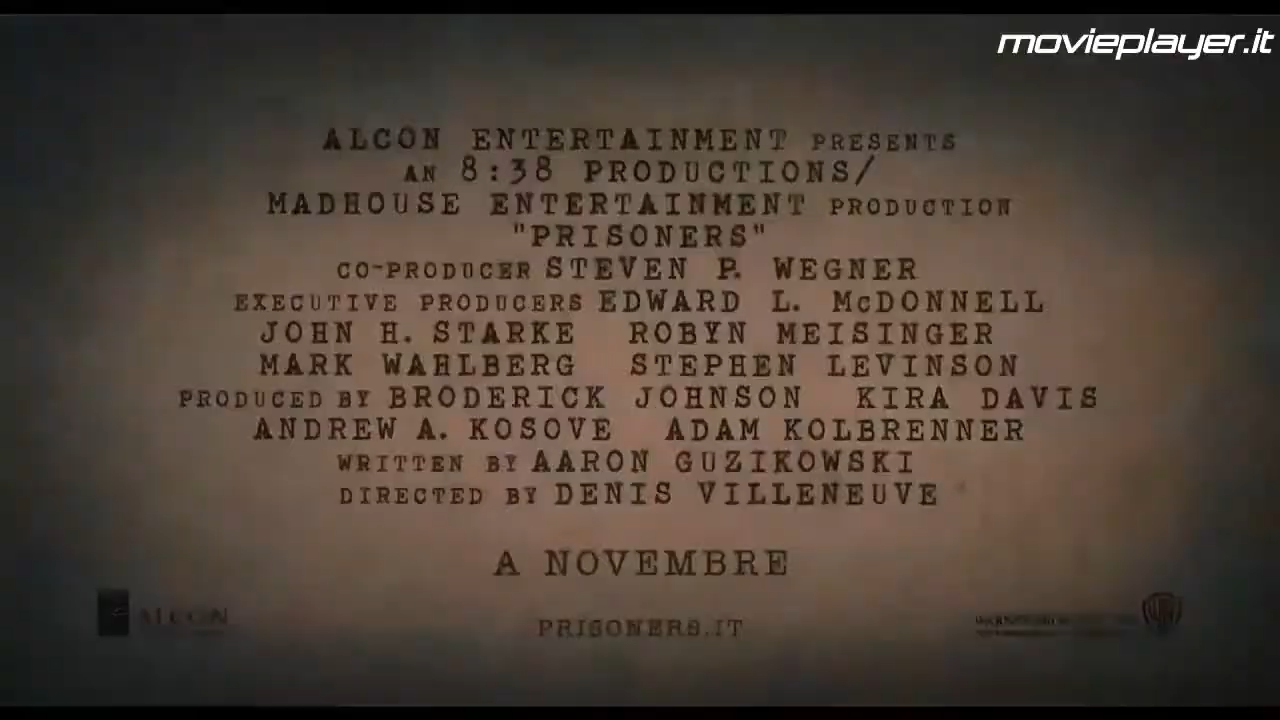 movieplayer.it
ALCON ENTERTAINMENT PRESENTS
AN 8:38 PRODUCTIONS/
MADHOUSE ENTERTAINMENT PRODUCTION
"PRISONERS"
CO-PRODUCER STEVEN P. WEGNER
EXECUTIVE PRODUCERS EDWARD L. McDONNELL
JOHN H. STARKE ROBYN MEISINGER
MARK WAHLBERG STEPHEN LEVINSON
PRODUCED BY BRODERICK JOHNSON KIRA DAVIS
ANDREW A. KOSOVE ADAM KOLBRENNER
WRITTEN BY AARON GUZIKOWSKI
DIRECTED BY DENIS VILLENEUVE
A NOVEMBRE
ALCON
PRISONERS.IT